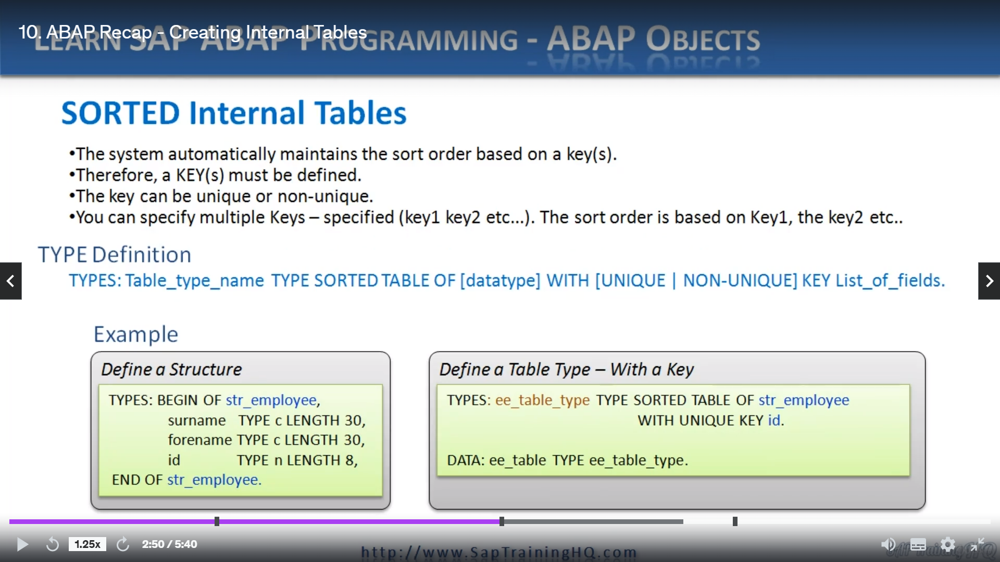 10. ABAP Recap - Creating Internal Tables
LEARN SAP ABAP PROGRAMMING - ABAP OBJECTS
SORTED Internal Tables
•The system automatically maintains the sort order based on a key(s).
•Therefore, a KEY(s) must be defined.
•The key can be unique or non-unique.
•You can specify multiple Keys – specified (key1 key2 etc...). The sort order is based on Key1, the key2 etc..
TYPE Definition
TYPES: Table_type_name TYPE SORTED TABLE OF [datatype] WITH [UNIQUE | NON-UNIQUE] KEY List_of_fields.
Example
Define a Structure
TYPES: BEGIN OF str_employee,
surname TYPE c LENGTH 30,
forename TYPE c LENGTH 30,
id TYPE n LENGTH 8,
END OF str_employee.
Define a Table Type – With a Key
TYPES: ee_table_type TYPE SORTED TABLE OF str_employee
WITH UNIQUE KEY id.
DATA: ee_table TYPE ee_table_type.
1.25x
2:50 / 5:40
http://www.SapTrainingHQ.com